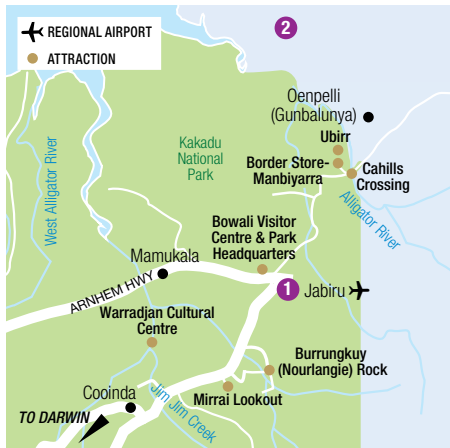 REGIONAL AIRPORT
ATTRACTION
2
Oenpelli
(Gunbalunya)
Ubirr
Border Store-
Manbiyarra
Cahills
Crossing
Kakadu
National
Park
West Alligator River
Alligator River
Bowali Visitor
Centre & Park
Headquarters
Mamukala
ARNHEM HWY
1
Jabiru
Warradjan Cultural
Centre
Burrungkuy
(Nourlangie) Rock
Mirrai Lookout
Cooinda
Jim Jim Creek
TO DARWIN